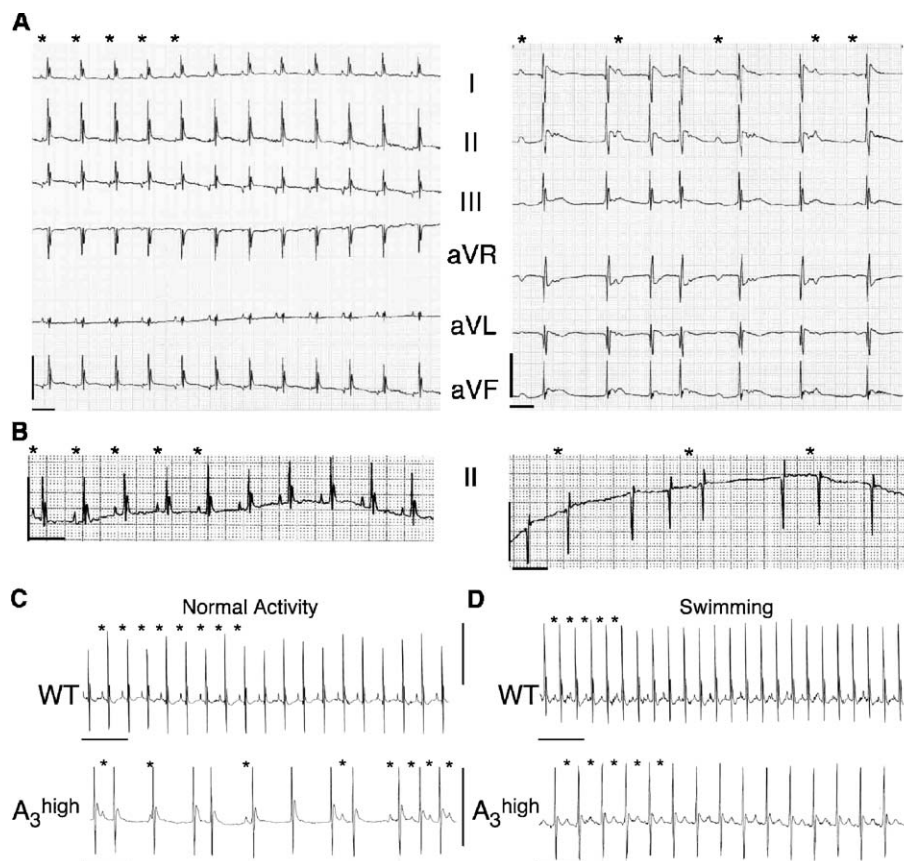 A
* * * * *
* * * * *
I
II
III
aVR
aVL
aVF
B
* * * * *
II
* * *
C
Normal Activity
D
Swimming
* * * * * * * *
* * * * *
WT
WT
* * * * * * * *
* * * * *
A3high
A3high